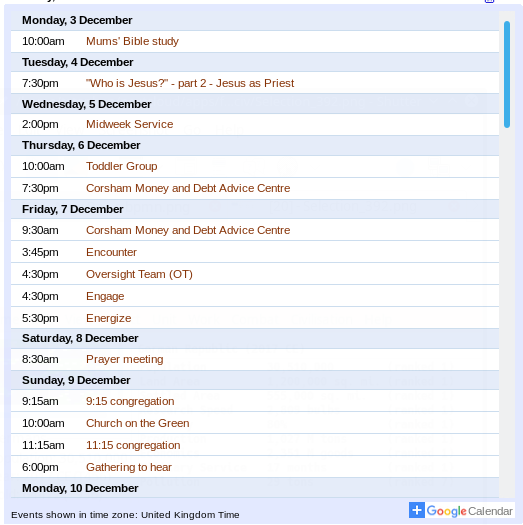 Monday, 3 December
10:00am Mums' Bible study
Tuesday, 4 December
7:30pm "Who is Jesus?" - part 2 - Jesus as Priest
Wednesday, 5 December
2:00pm Midweek Service
Thursday, 6 December
10:00am Toddler Group
7:30pm Corsham Money and Debt Advice Centre
Friday, 7 December
9:30am Corsham Money and Debt Advice Centre
3:45pm Encounter
4:30pm Oversight Team (OT)
4:30pm Engage
5:30pm Energize
Saturday, 8 December
8:30am Prayer meeting
Sunday, 9 December
9:15am 9:15 congregation
10:00am Church on the Green
11:15am 11:15 congregation
6:00pm Gathering to hear
Monday, 10 December
Events shown in time zone: United Kingdom Time
Google Calendar